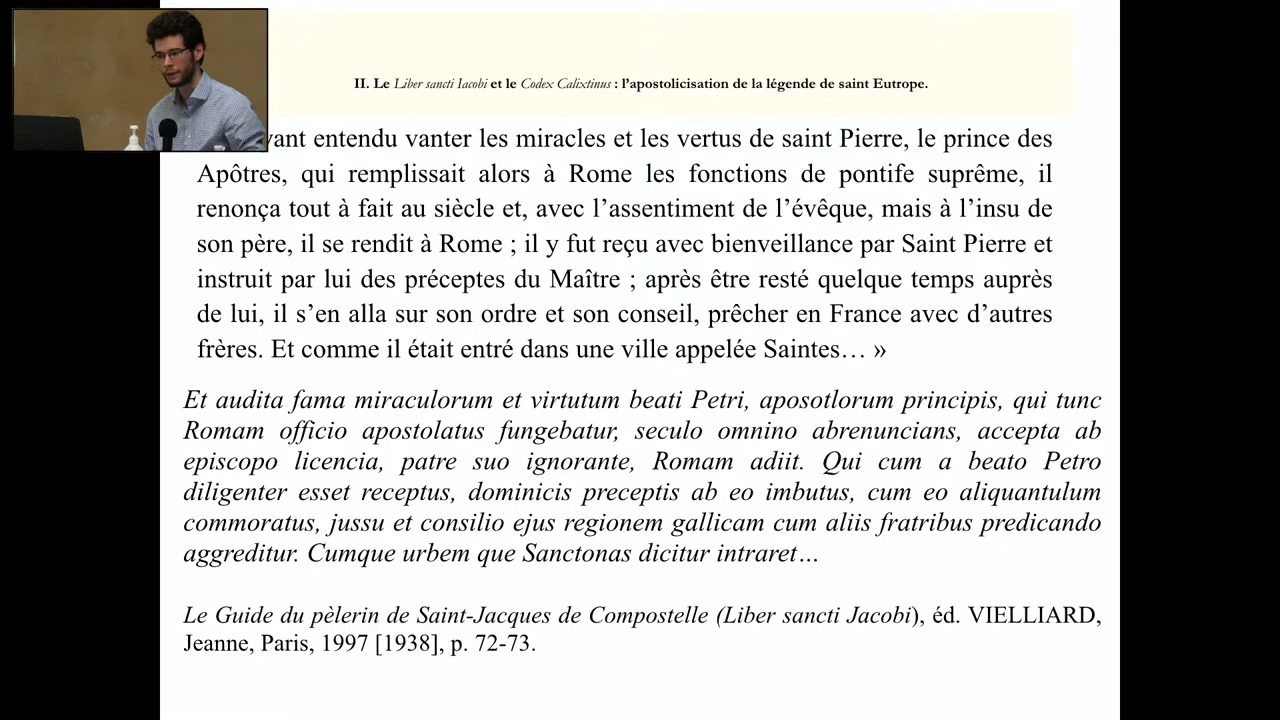 II. Le Liber sancti Iacobi et le Codex Calixtinus : l’apostolicisation de la légende de saint Eutrope.
vant entendu vanter les miracles et les vertus de saint Pierre, le prince des
Apôtres, qui remplissait alors à Rome les fonctions de pontife suprême, il
renonça tout à fait au siècle et, avec l’assentiment de l’évêque, mais à l’insu de
son père, il se rendit à Rome ; il y fut reçu avec bienveillance par Saint Pierre et
instruit par lui des préceptes du Maître ; après être resté quelque temps auprès
de lui, il s’en alla sur son ordre et son conseil, prêcher en France avec d’autres
frères. Et comme il était entré dans une ville appelée Saintes… »
Et audita fama miraculorum et virtutum beati Petri, aposotlorum principis, qui tunc
Romam officio apostolatus fungebatur, seculo omnino abrenuncians, accepta ab
episcopo licencia, patre suo ignorante, Romam adiit. Qui cum a beato Petro
diligenter esset receptus, dominicis preceptis ab eo imbutus, cum eo aliquantulum
commoratus, jussu et consilio ejus regionem gallicam cum aliis fratribus predicando
aggreditur. Cumque urbem que Sanctonas dicitur intraret…
Le Guide du pèlerin de Saint-Jacques de Compostelle (Liber sancti Jacobi), éd. VIELLIARD,
Jeanne, Paris, 1997 [1938], p. 72-73.